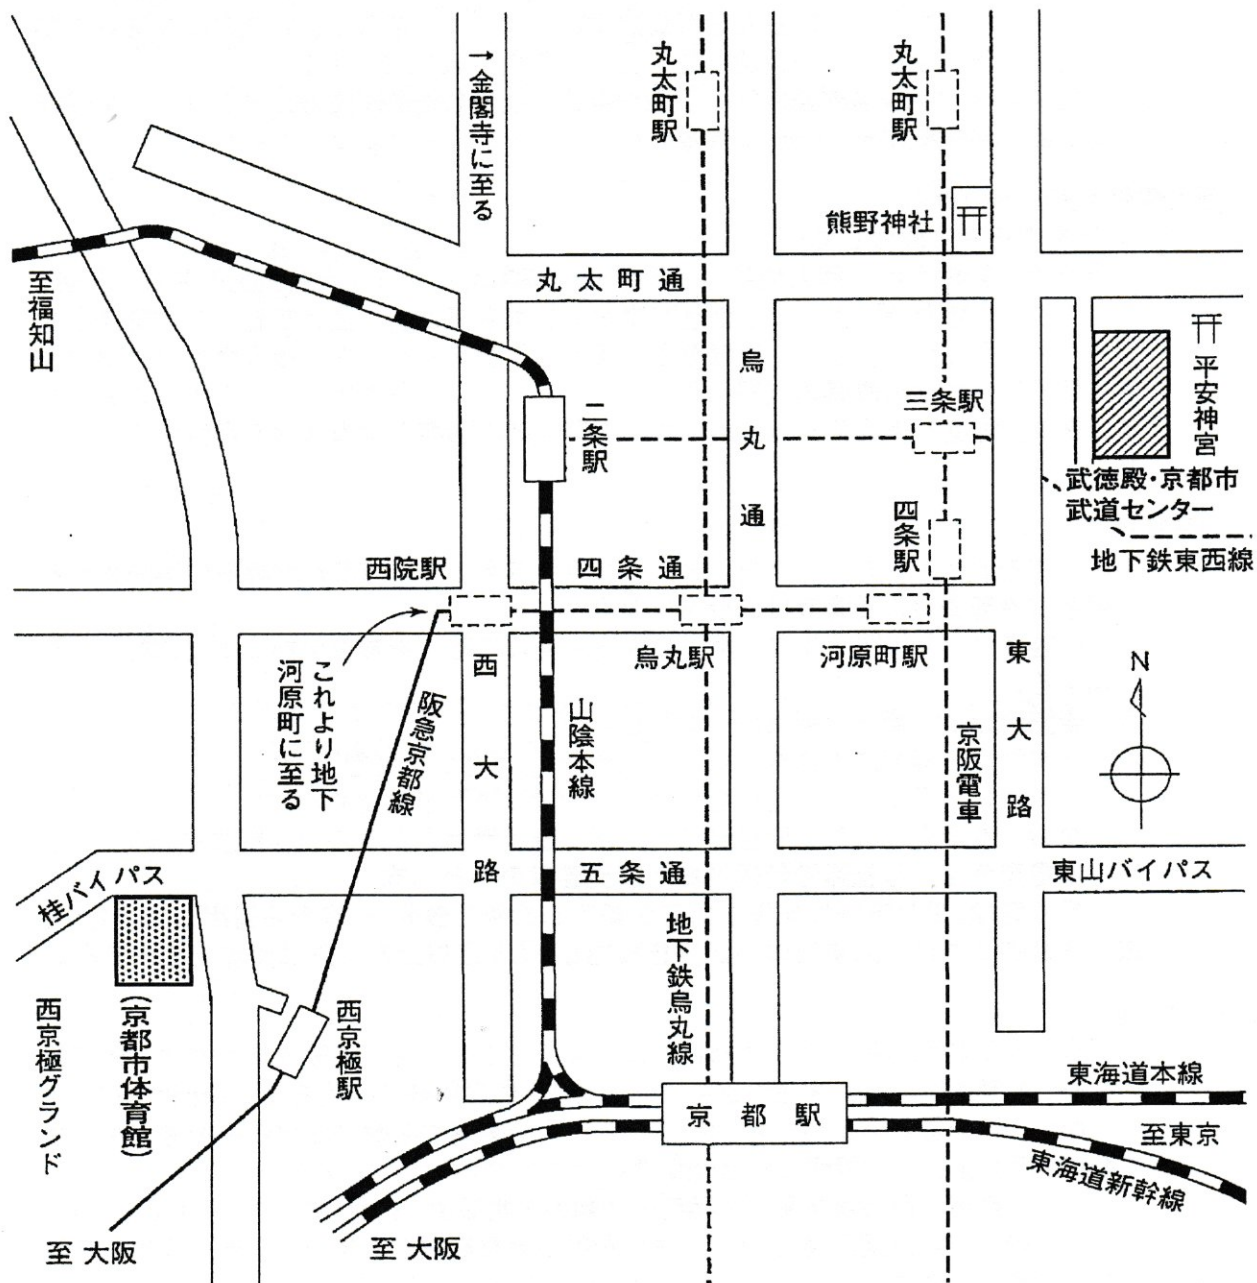 →金閣寺に至る
丸太町駅
丸太町駅
熊野神社
丸太町通
至福知山
烏丸通
二条駅
三条駅
平安神宮
武徳殿・京都市
武道センター
地下鉄東西線
四条駅
西院駅
四条通
烏丸駅
河原町駅
これより地下
河原町に至る
阪急京都線
西大路
山陰本線
京阪電車
東大路
N
桂バイパス
五条通
東山バイパス
地下鉄烏丸線
西京極グランド
(京都市体育館)
西京極駅
京都駅
東海道本線
至東京
東海道新幹線
至 大阪
至 大阪